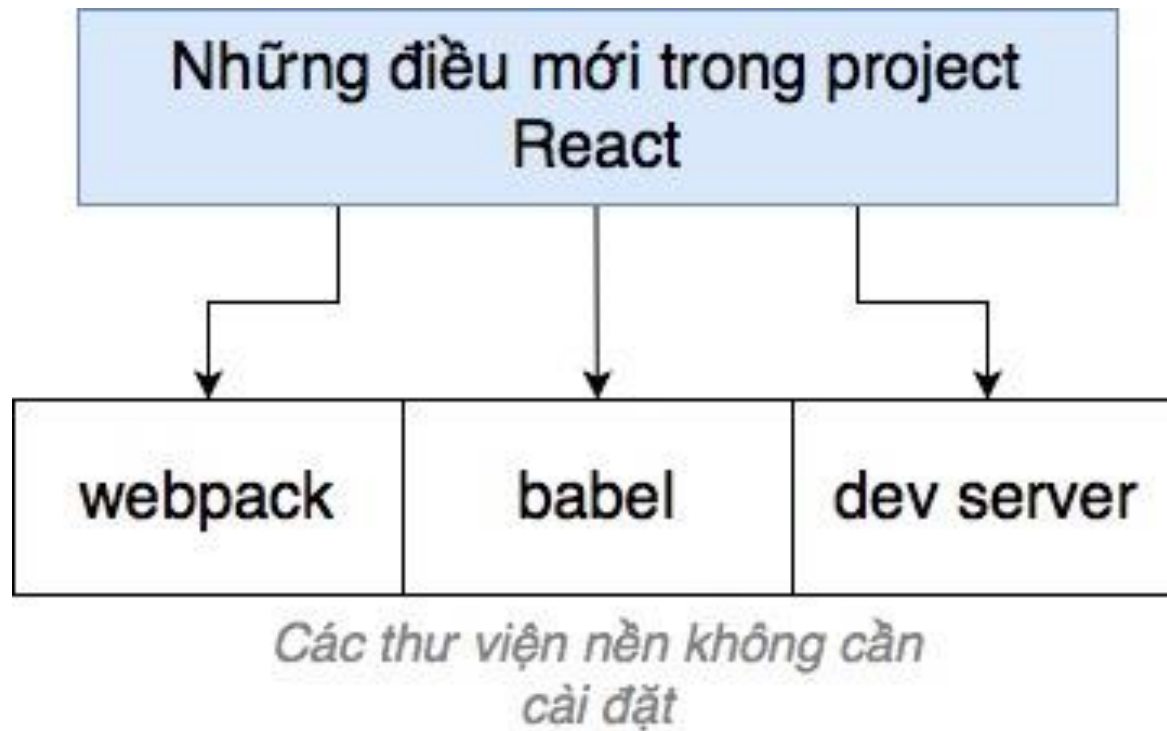 Những điều mới trong project
React
webpack
babel
dev server
Các thư viện nền không cần
cài đặt